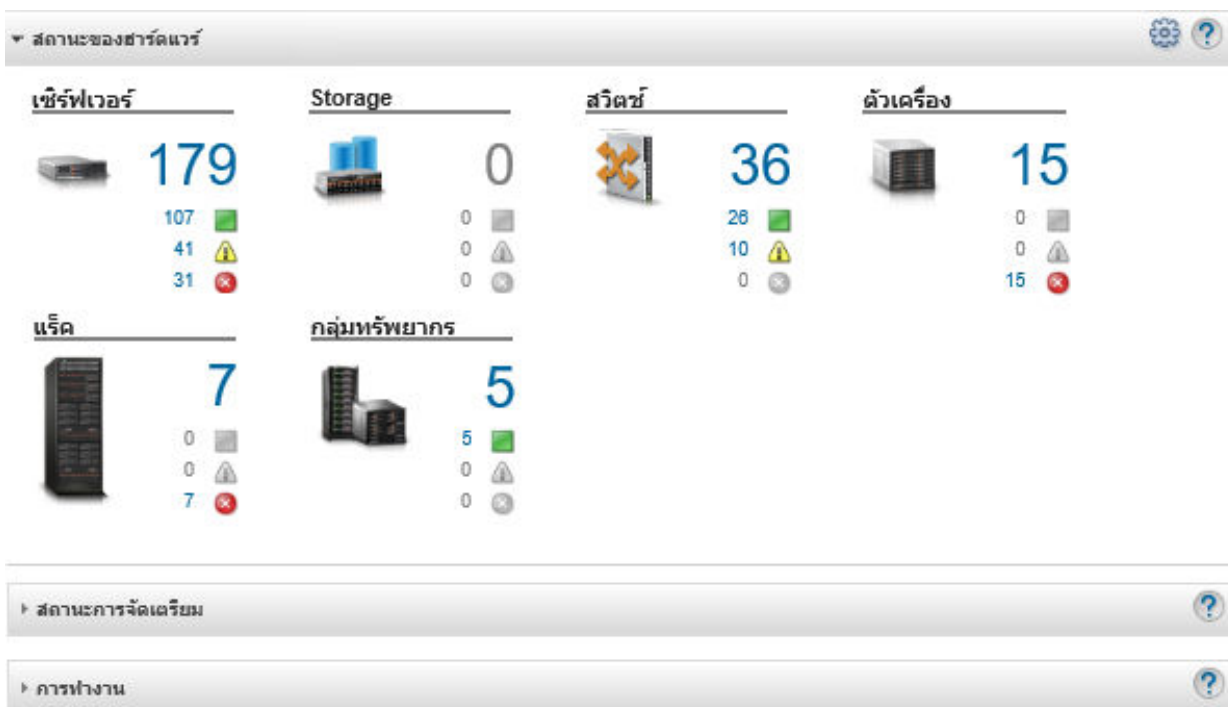 สถานะของฮาร์ดแวร์
เซิร์ฟเวอร์
179
107
41
31
Storage
0
0
0
0
สวิตช์
36
26
10
0
ตัวเครื่อง
15
0
0
15
แร็ค
7
0
0
7
กลุ่มทรัพยากร
5
5
0
0
สถานะการจัดเตรียม
การทำงาน